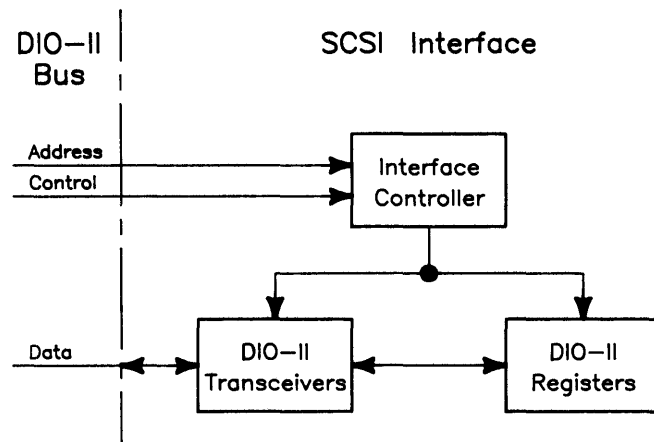 DIO-II
Bus
SCSI Interface
Address
Control
Interface
Controller
Data
DIO-II
Transceivers
DIO-II
Registers